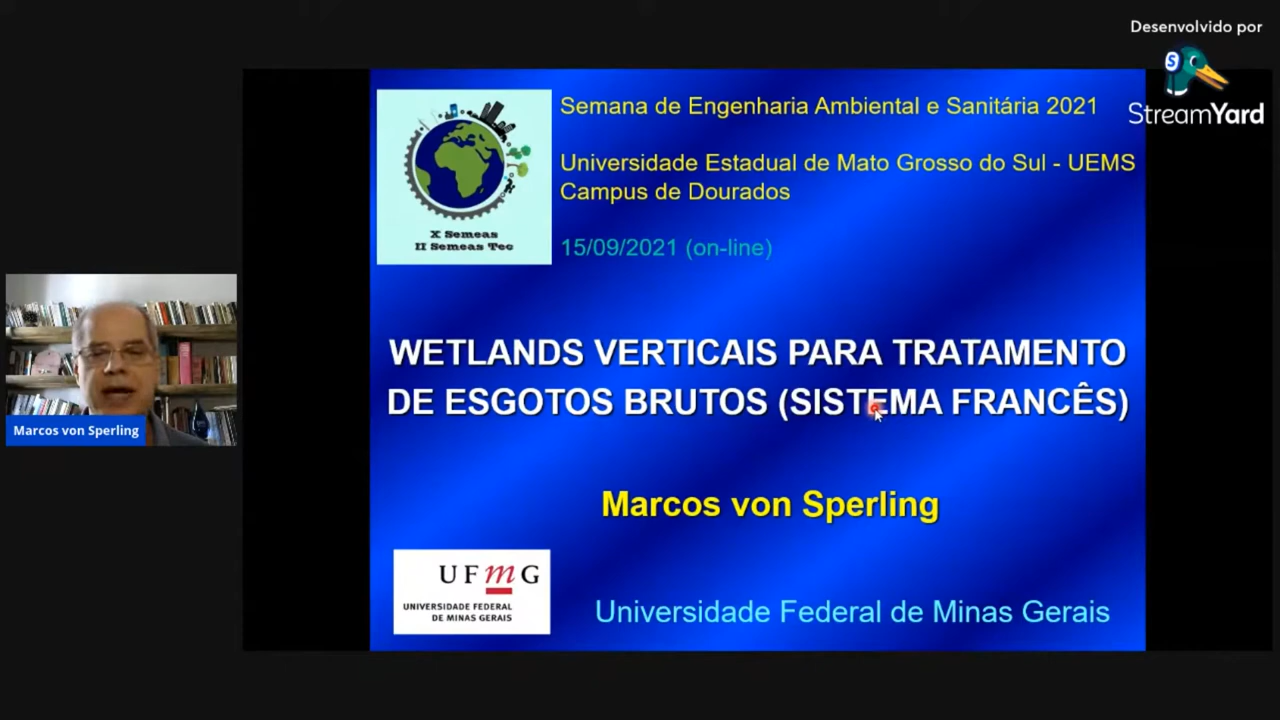 Desenvolvido por
StreamYard
Semana de Engenharia Ambiental e Sanitária 2021
Universidade Estadual de Mato Grosso do Sul - UEMS
Campus de Dourados
15/09/2021 (on-line)
X Semeas
II Semeas Tec
WETLANDS VERTICAIS PARA TRATAMENTO
DE ESGOTOS BRUTOS (SISTEMA FRANCÊS)
Marcos von Sperling
Marcos von Sperling
UFmG
UNIVERSIDADE FEDERAL
DE MINAS GERAIS
Universidade Federal de Minas Gerais